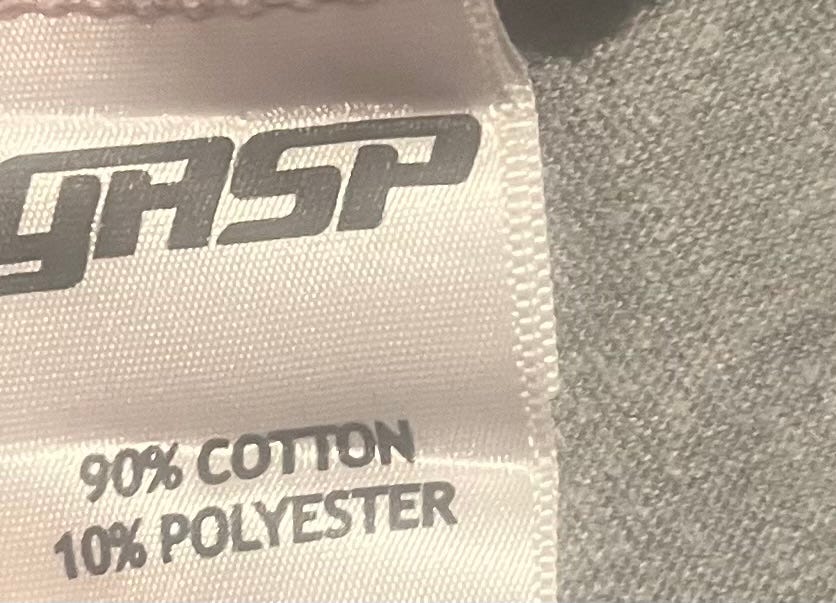 gASP
90% COTTON
10% POLYESTER